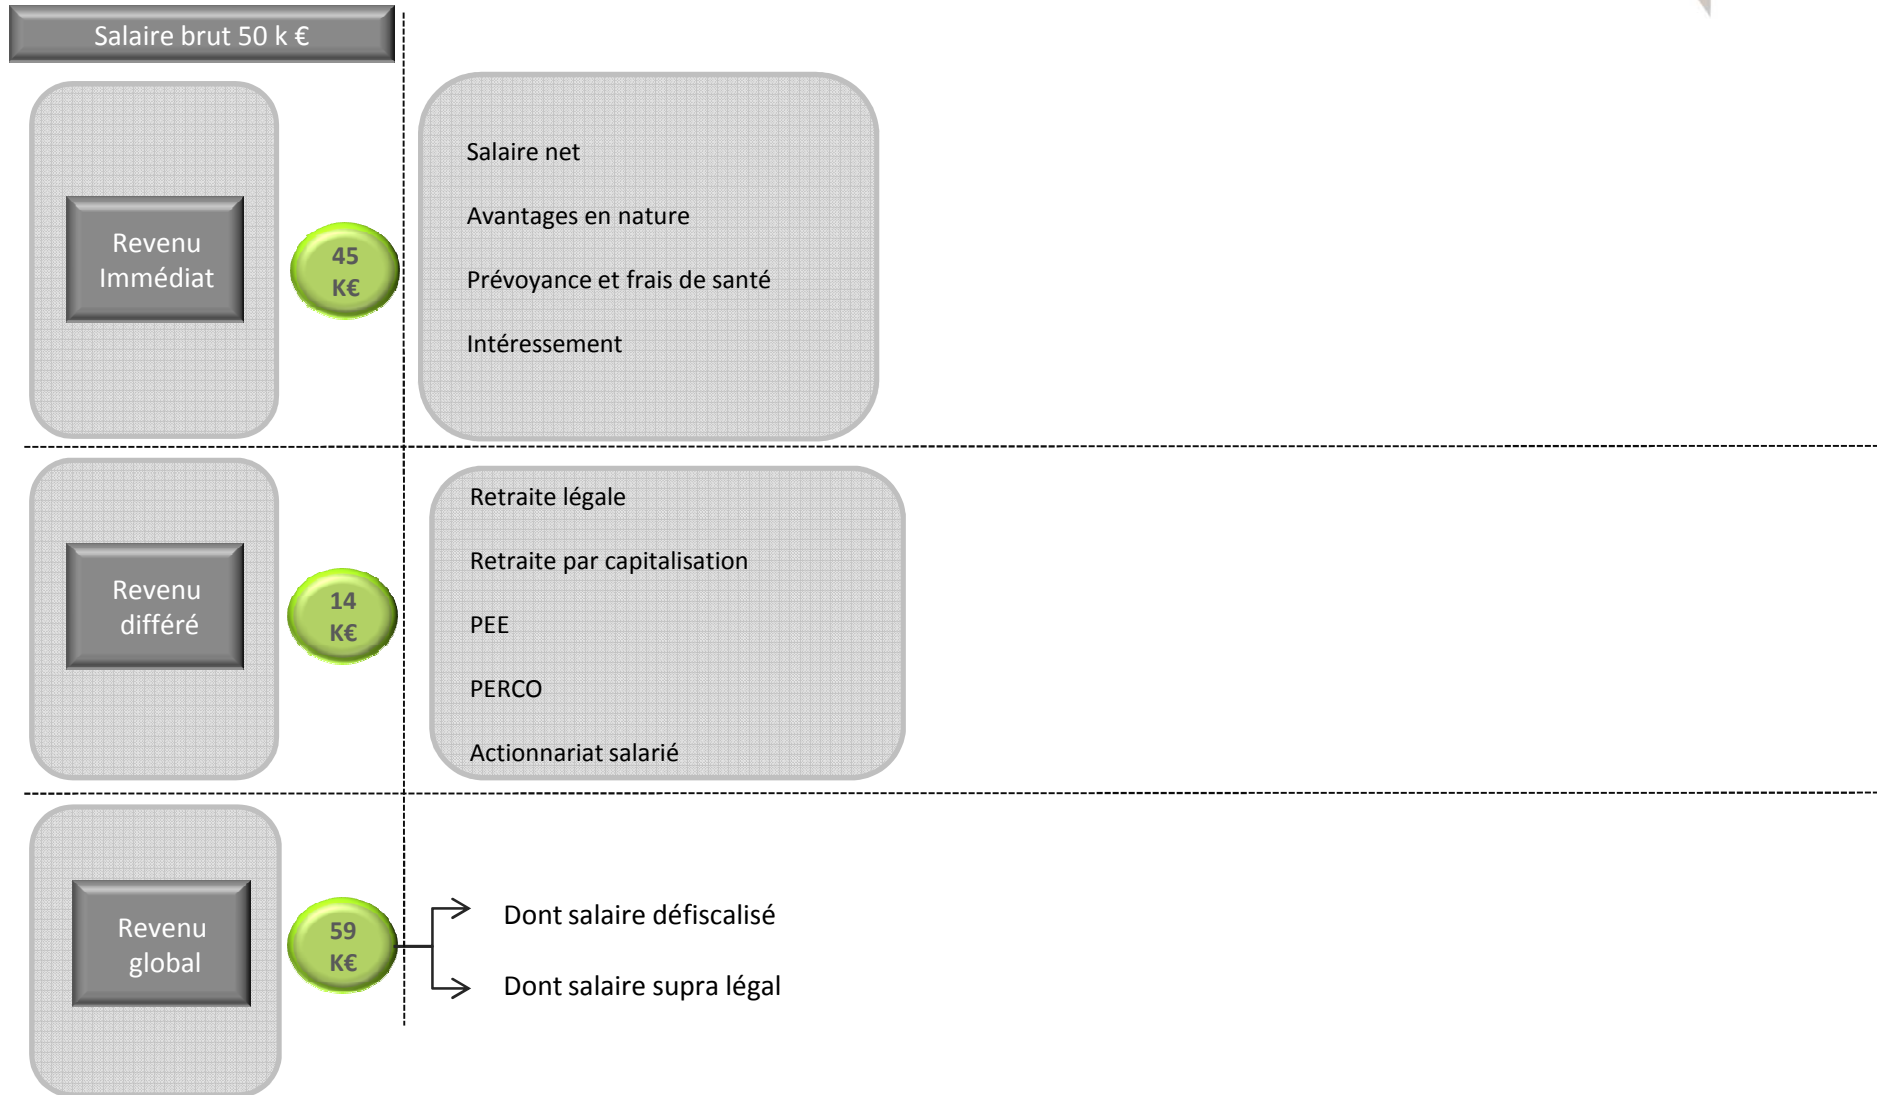 Salaire brut 50 k €
Revenu
Immédiat
45
K€
Salaire net
Avantages en nature
Prévoyance et frais de santé
Intéressement
Revenu
différé
14
K€
Retraite légale
Retraite par capitalisation
PEE
PERCO
Actionnariat salarié
Revenu
global
59
K€
Dont salaire défiscalisé
Dont salaire supra légal